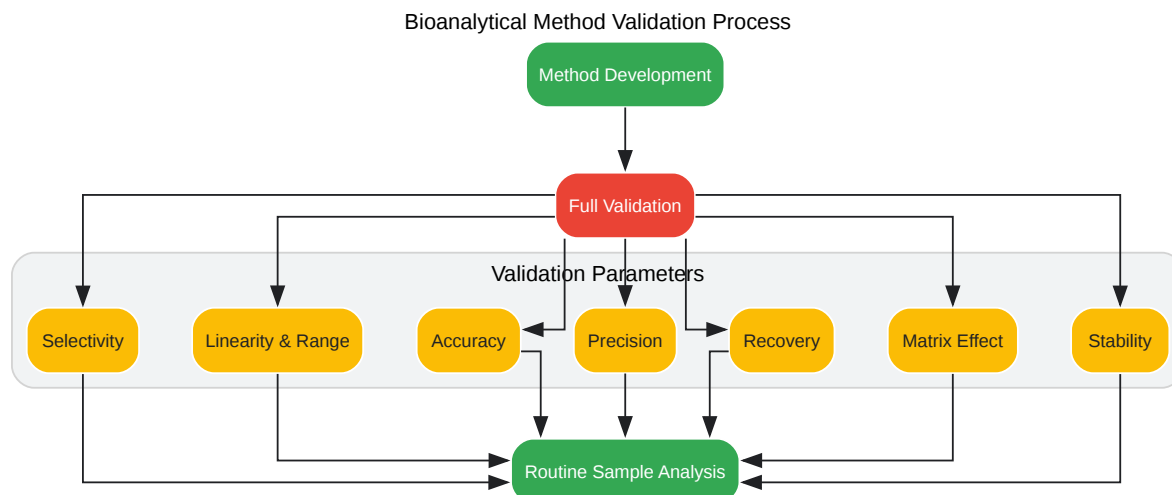 Bioanalytical Method Validation Process
Method Development
Full Validation
Validation Parameters
Selectivity
Linearity & Range
Accuracy
Precision
Recovery
Matrix Effect
Stability
Routine Sample Analysis